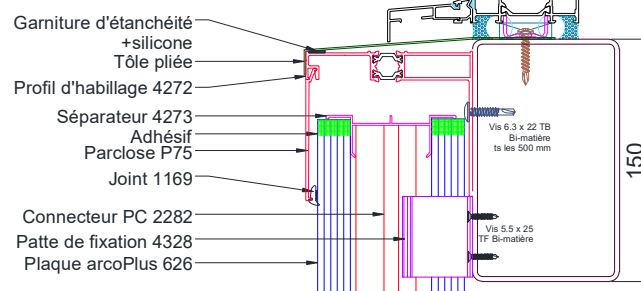 Garniture d'étanchéité
+silicone
Tôle pliée
Profil d'habillage 4272
Séparateur 4273
Adhésif
Parclose P75
Joint 1169
Connecteur PC 2282
Patte de fixation 4328
Plaque arcoPlus 626
Vis 6.3 x 22 TB
Bi-matière
ts les 500 mm
Vis 5.5 x 25
TF Bi-matière
150